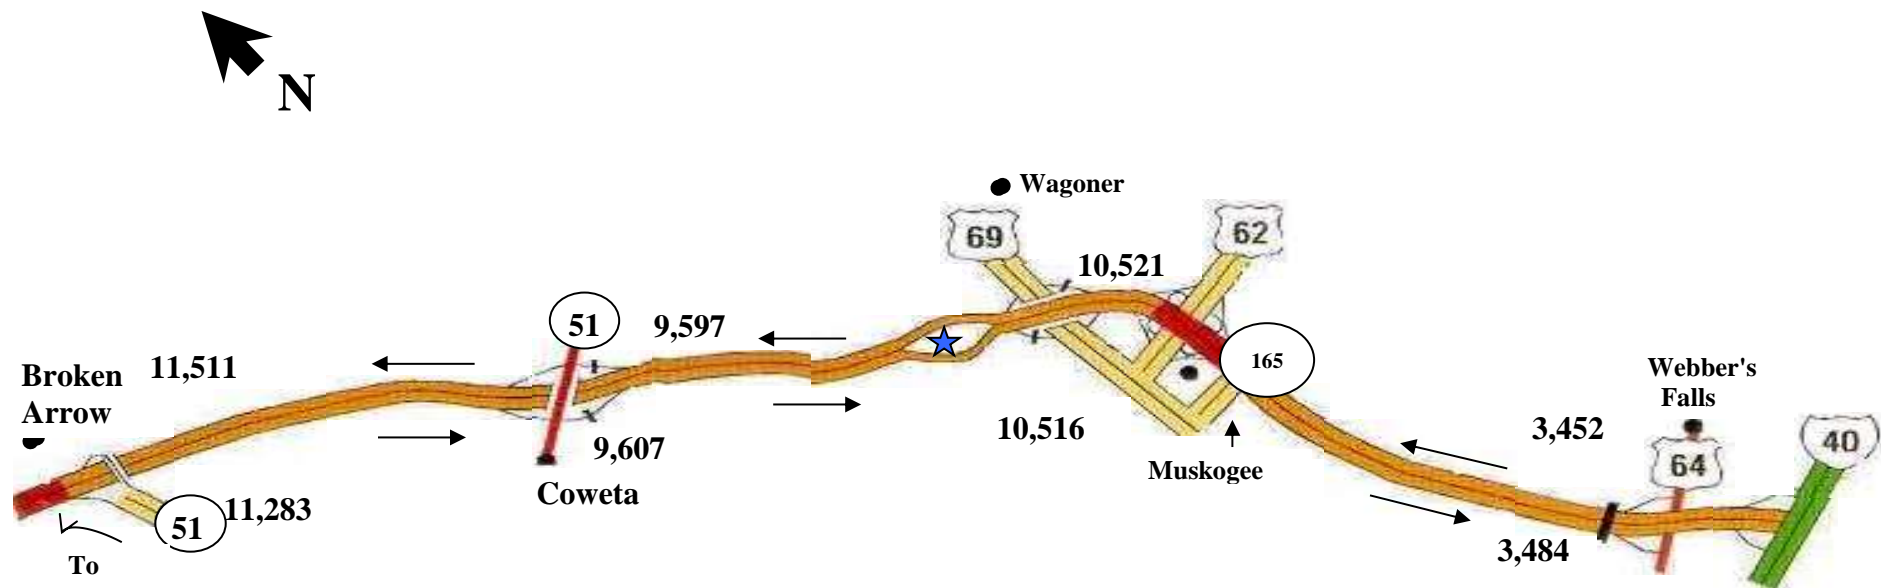 N
Wagoner
69
62
10,521
51
9,597
165
Broken
Arrow
11,511
Webber's
Falls
10,516
3,452
40
9,607
Muskogee
64
Coweta
51
11,283
3,484
To